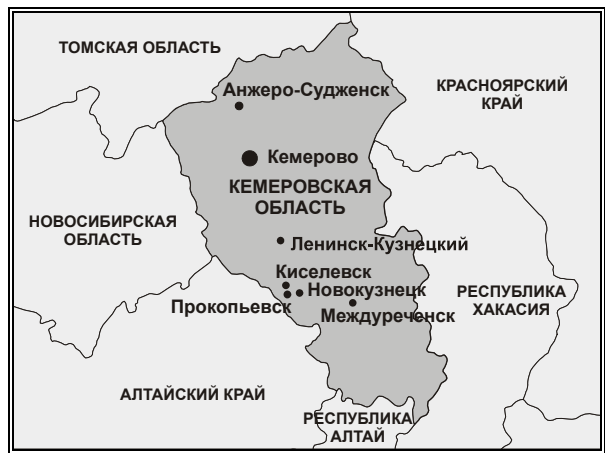 ТОМСКАЯ ОБЛАСТЬ
Анжеро-Судженск
КРАСНОЯРСКИЙ
КРАЙ
Кемерово
КЕМЕРОВСКАЯ
ОБЛАСТЬ
НОВОСИБИРСКАЯ
ОБЛАСТЬ
Ленинск-Кузнецкий
Киселевск
Новокузнецк
Прокопьевск
Междуреченск
РЕСПУБЛИКА
ХАКАСИЯ
АЛТАЙСКИЙ КРАЙ
РЕСПУБЛИКА
АЛТАЙ